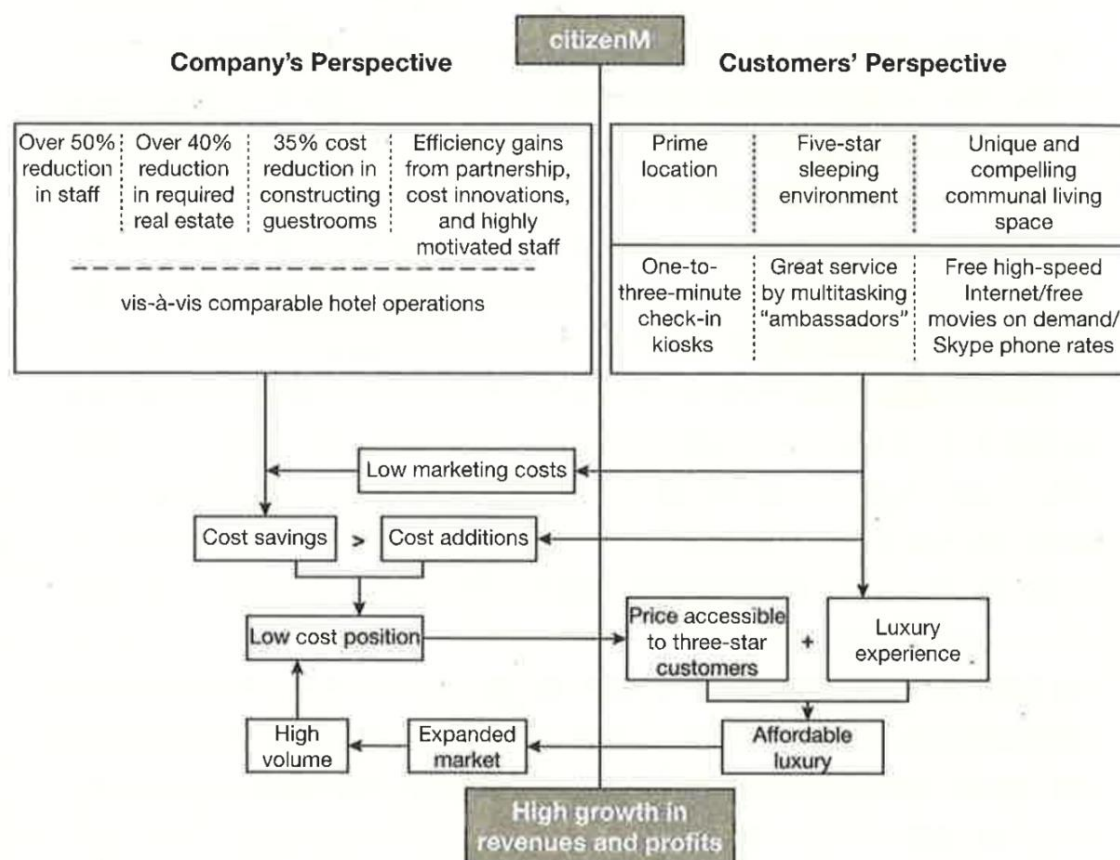 citizenM
Company's Perspective
Customers' Perspective
Over 50%
reduction
in staff
Over 40%
reduction
in required
real estate
35% cost
reduction in
constructing
guestrooms
Efficiency gains
from partnership,
cost innovations,
and highly
motivated staff
vis-à-vis comparable hotel operations
Prime
location
Five-star
sleeping
environment
Unique and
compelling
communal living
space
One-to-
three-minute
check-in
kiosks
Great service
by multitasking
"ambassadors"
Free high-speed
Internet/free
movies on demand/
Skype phone rates
Low marketing costs
Cost savings
>
Cost additions
Low cost position
Price accessible
to three-star
customers
+
Luxury
experience
High
volume
Expanded
market
Affordable
luxury
High growth in
revenues and profits